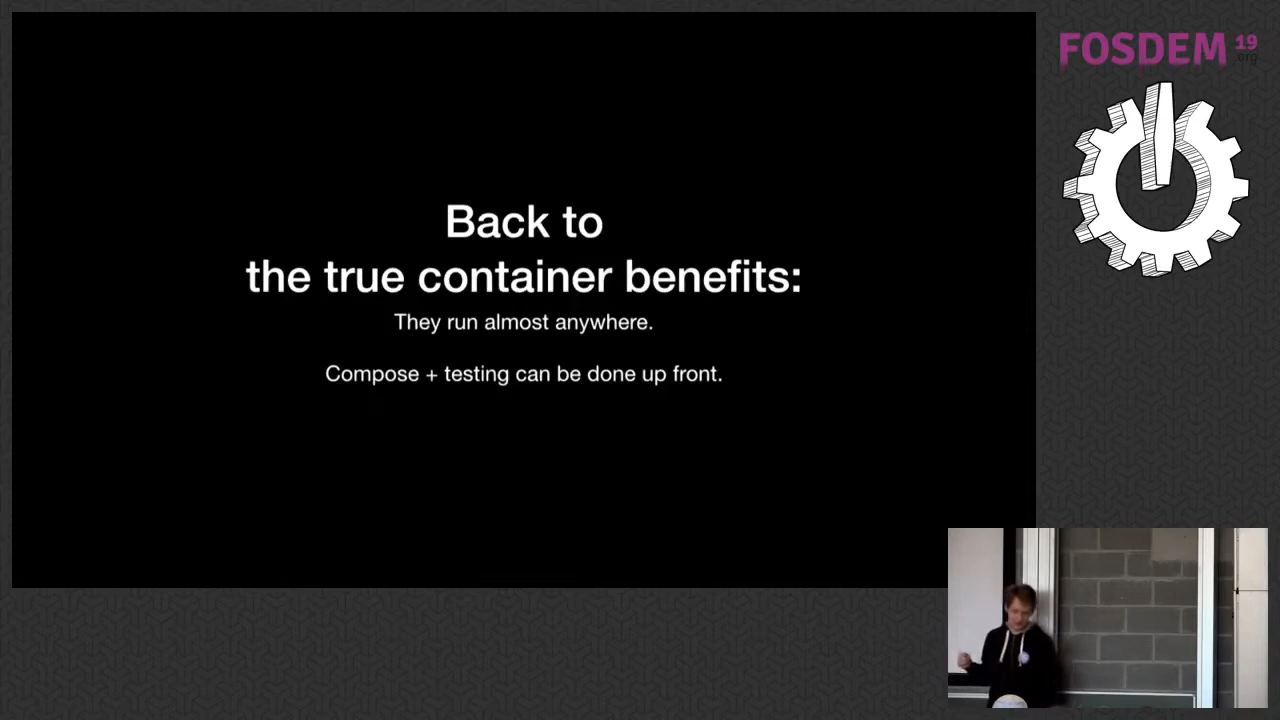 Back to
the true container benefits:
They run almost anywhere.
Compose + testing can be done up front.
FOSDEM 19
.org